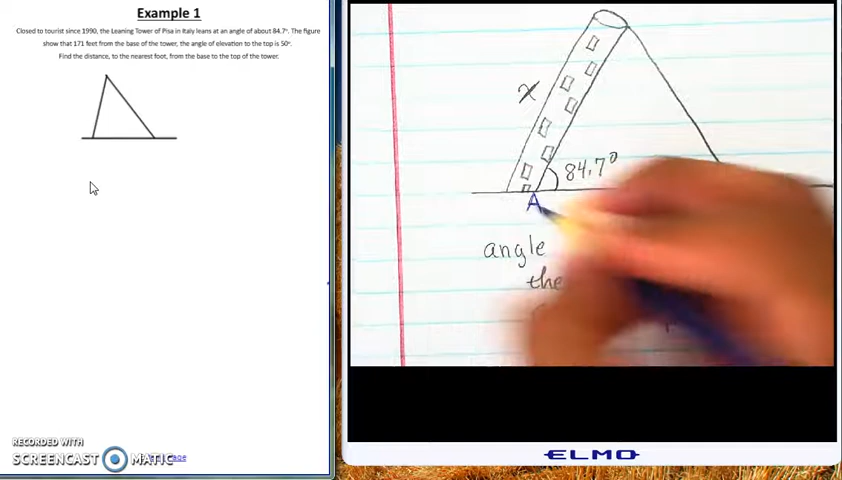 Example 1
Closed to tourist since 1990, the Leaning Tower of Pisa in Italy leans at an angle of about 84.7°. The figure
show that 171 feet from the base of the tower, the angle of elevation to the top is 50°.
Find the distance, to the nearest foot, from the base to the top of the tower.
x
84.7°
A
angle
the
RECORDED WITH
SCREENCAST MATIC
ELMO